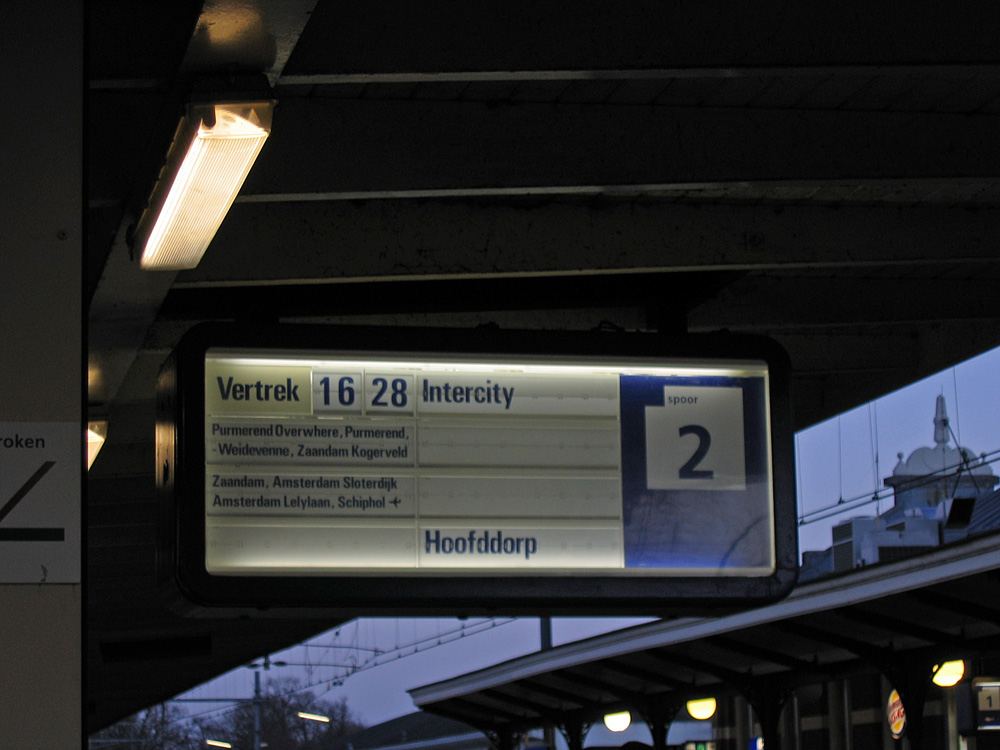 Vertrek 16 28 Intercity
Purmerend Overwhere, Purmerend,
-Weidevenne, Zaandam Kogerveld
Zaandam, Amsterdam Sloterdijk
Amsterdam Lelylaan, Schiphol
Hoofddorp
spoor
2
roken
1